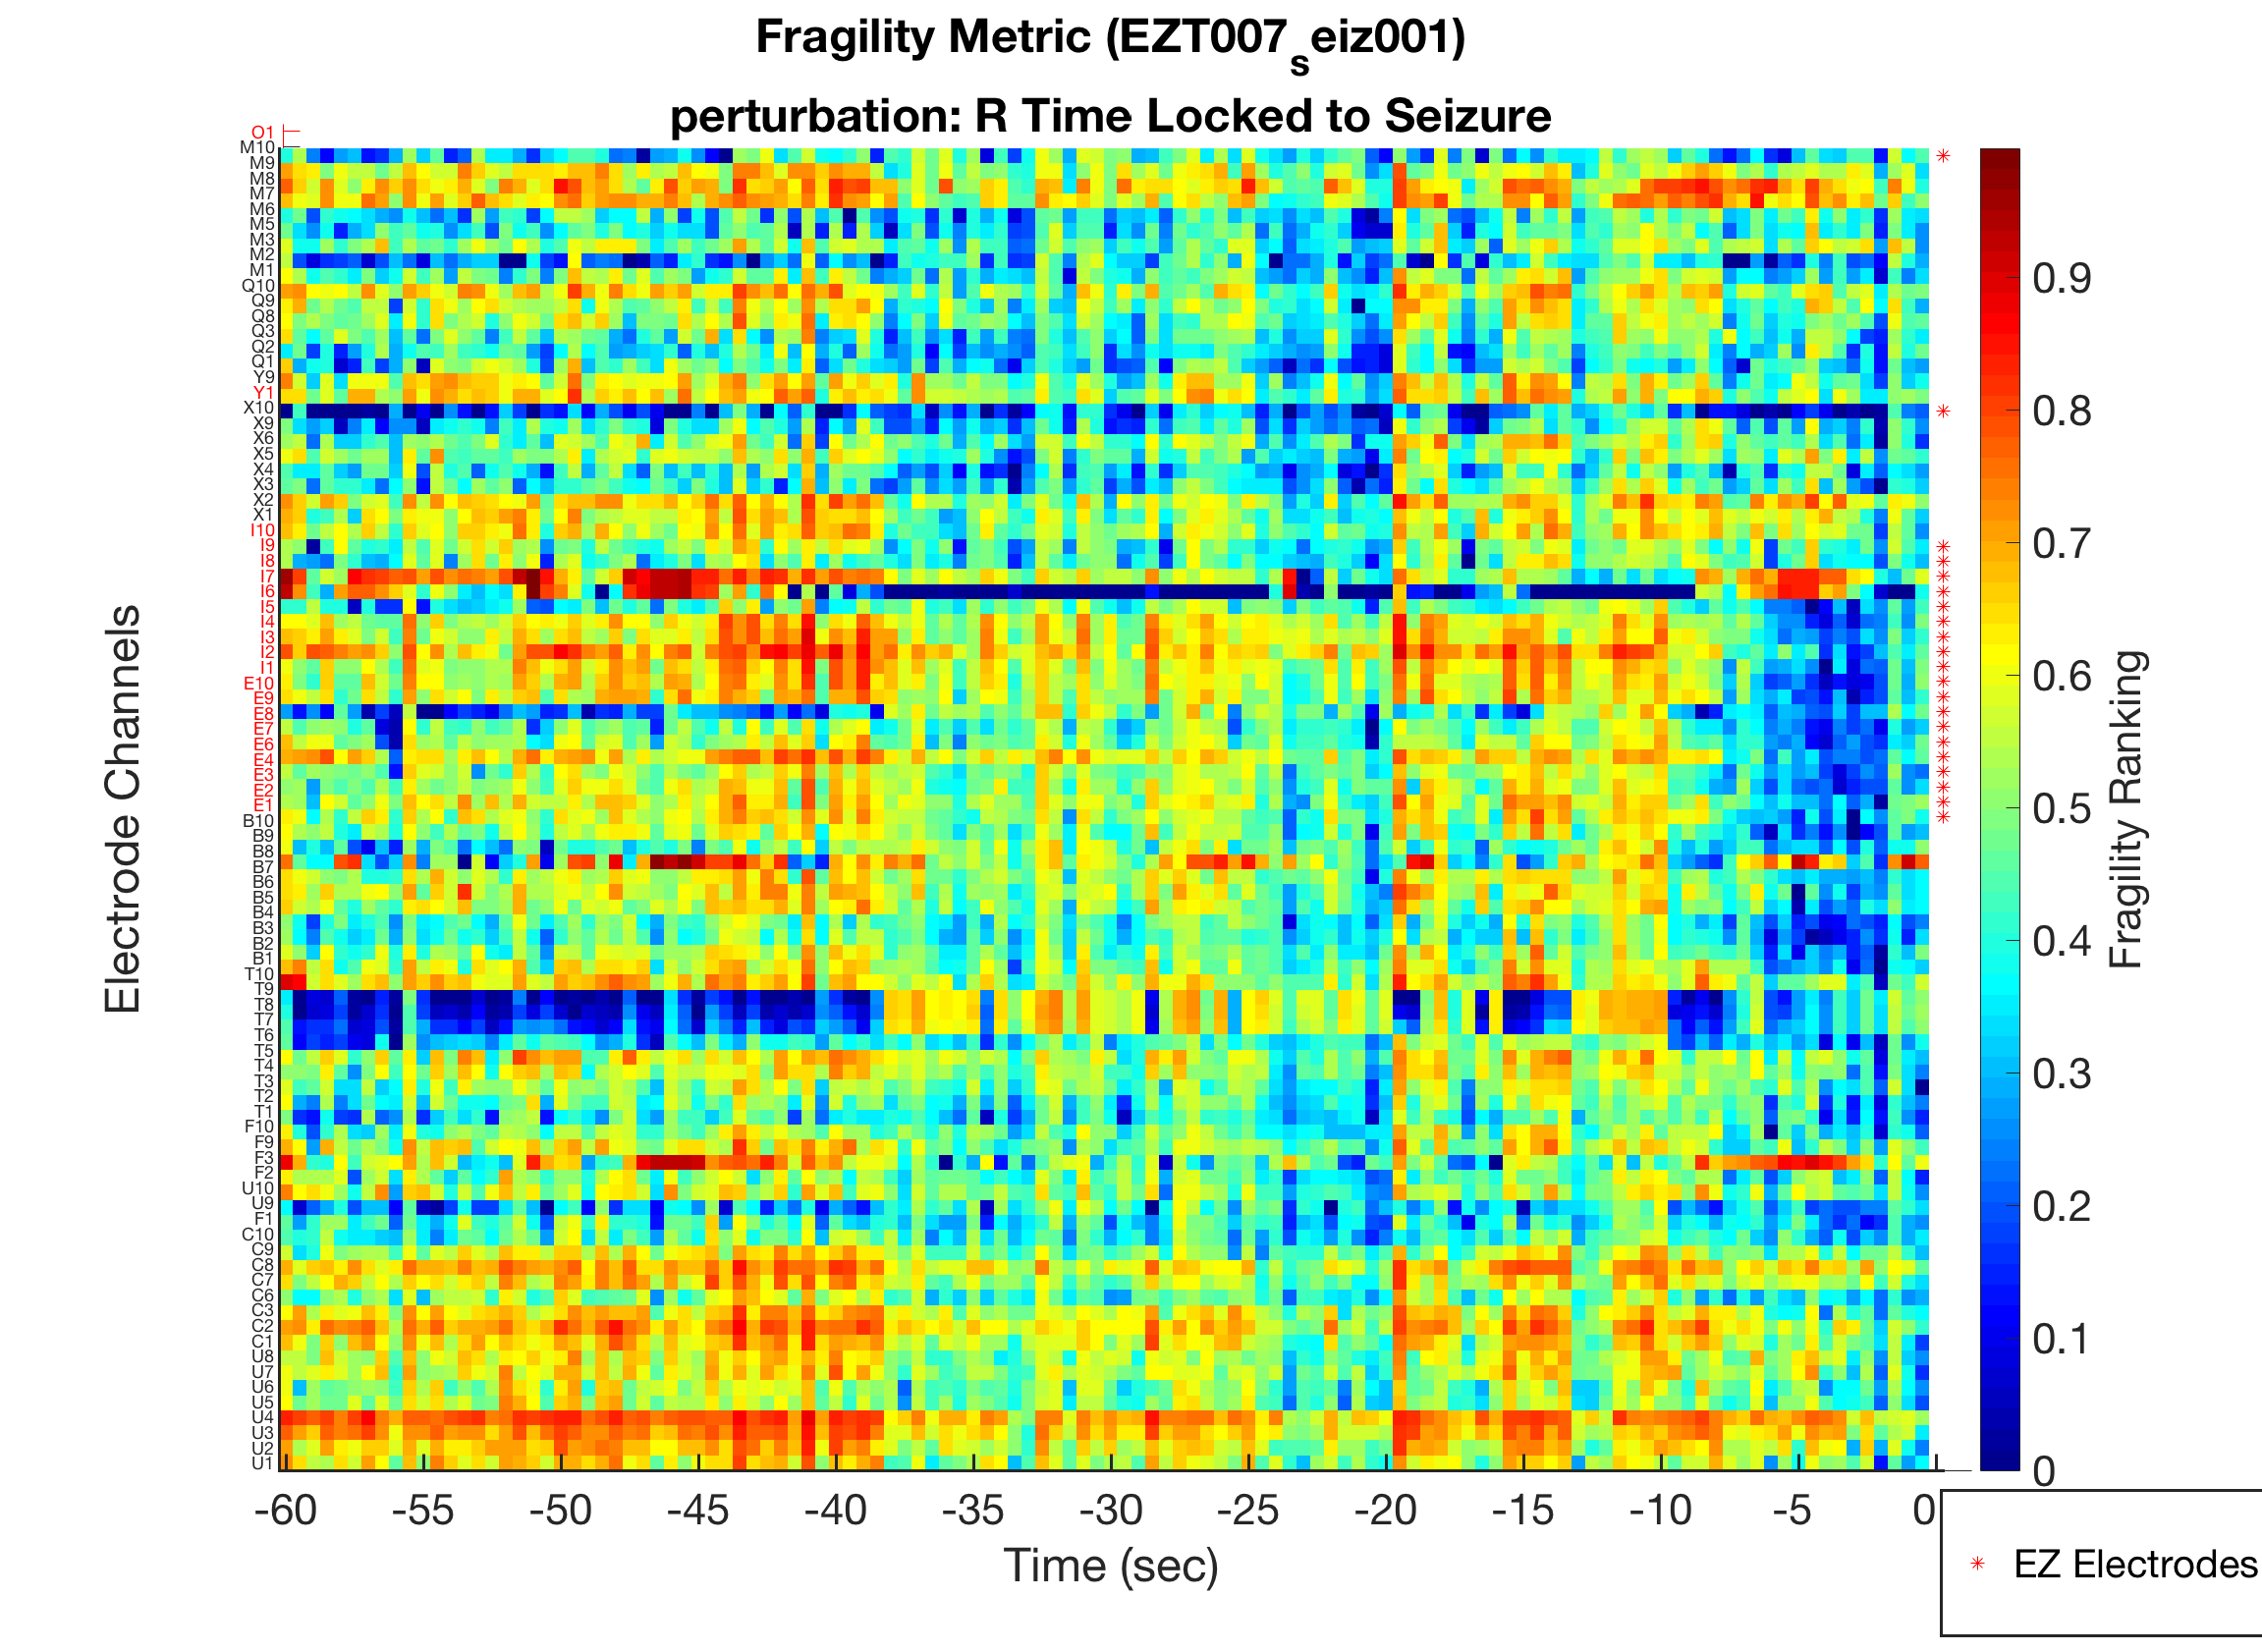 Fragility Metric (EZT007seiz001)
perturbation: R Time Locked to Seizure
O1
M10
M9
M8
M7
M6
M5
M3
M2
M1
Q10
Q9
Q8
Q3
Q2
Q1
Y9
Y1
X10
X9
X6
X5
X4
X3
X2
X1
I10
I9
I8
I7
I6
I5
I4
I3
I2
I1
E10
E9
E8
E7
E6
E4
E3
E2
E1
B10
B9
B8
B7
B6
B5
B4
B3
B2
B1
T10
T9
T8
T7
T6
T5
T4
T3
T2
T1
F10
F9
F3
F2
U10
U9
F1
C10
C9
C8
C7
C6
C3
C2
C1
U8
U7
U6
U5
U4
U3
U2
U1
Electrode Channels
-60 -55 -50 -45 -40 -35 -30 -25 -20 -15 -10 -5 0
Time (sec)
0.9
0.8
0.7
0.6
0.5
0.4
0.3
0.2
0.1
0
Fragility Ranking
EZ Electrodes